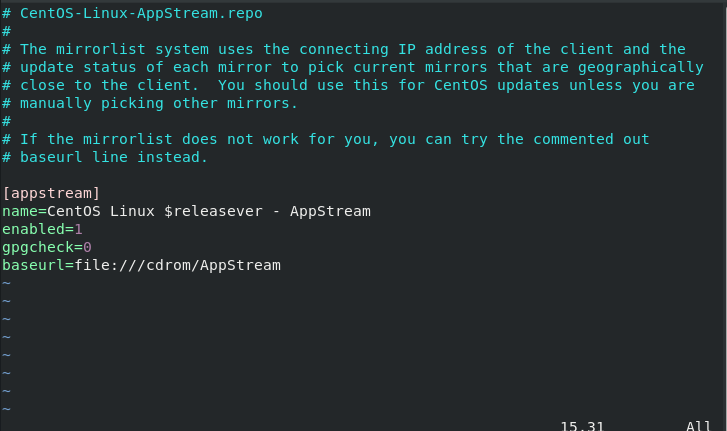 # CentOS-Linux-AppStream.repo
#
# The mirrorlist system uses the connecting IP address of the client and the
# update status of each mirror to pick current mirrors that are geographically
# close to the client.  You should use this for CentOS updates unless you are
# manually picking other mirrors.
#
# If the mirrorlist does not work for you, you can try the commented out
# baseurl line instead.

[appstream]
name=CentOS Linux $releasever - AppStream
enabled=1
gpgcheck=0
baseurl=file:///cdrom/AppStream
~
~
~
~
~
~
~
~
15,31 All